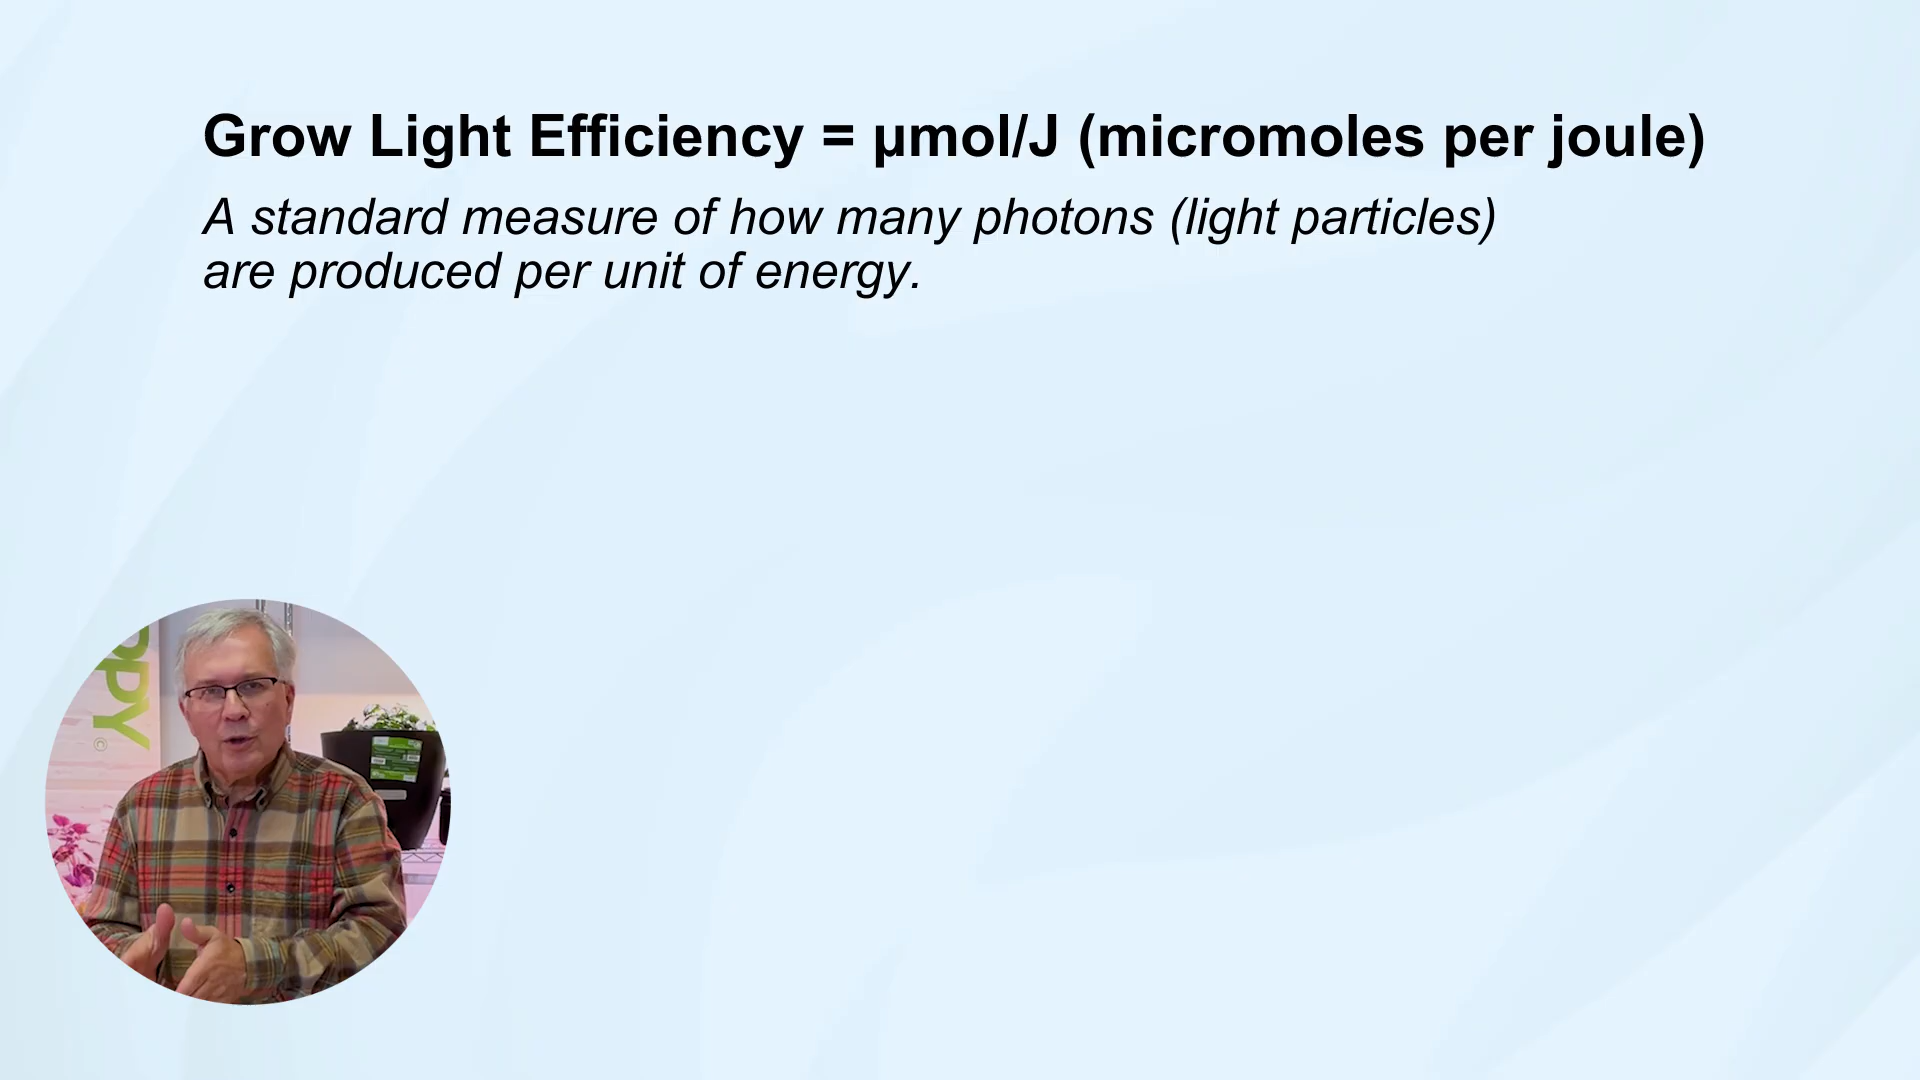 Grow Light Efficiency = μmol/J (micromoles per joule)
A standard measure of how many photons (light particles)
are produced per unit of energy.
PPY
©